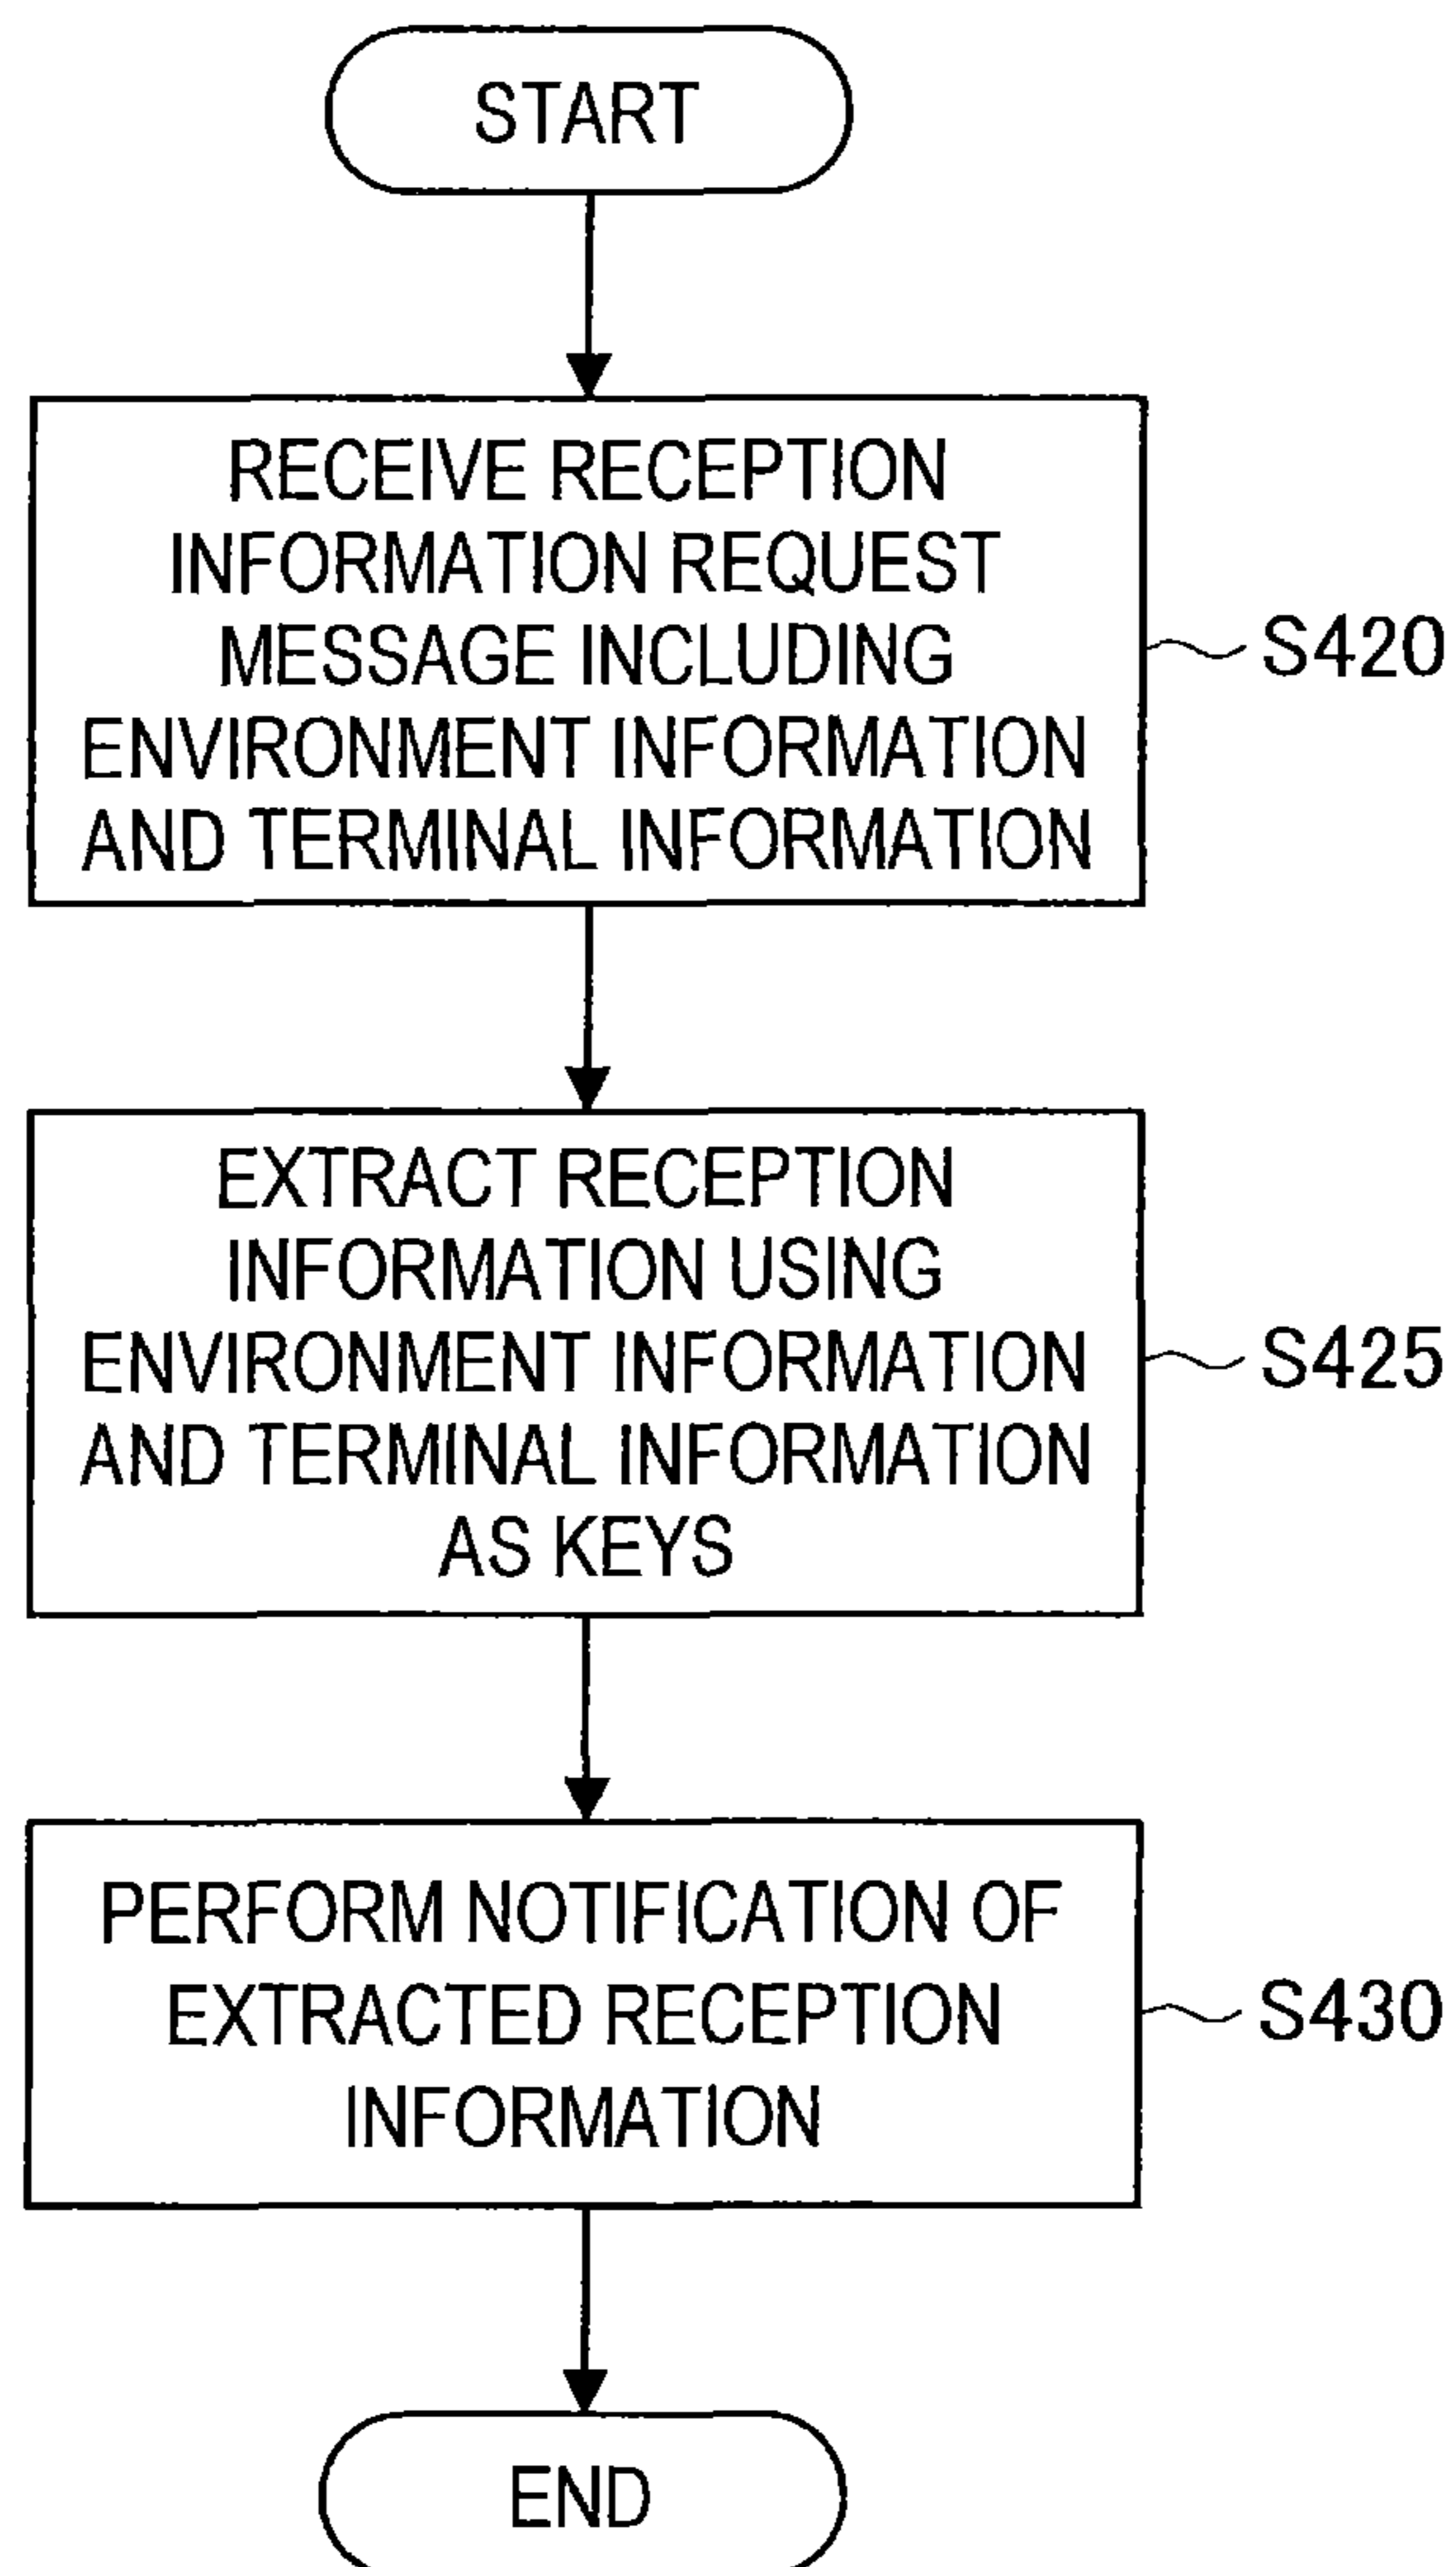 START
RECEIVE RECEPTION
INFORMATION REQUEST
MESSAGE INCLUDING
ENVIRONMENT INFORMATION
AND TERMINAL INFORMATION
S420
EXTRACT RECEPTION
INFORMATION USING
ENVIRONMENT INFORMATION
AND TERMINAL INFORMATION
AS KEYS
S425
PERFORM NOTIFICATION OF
EXTRACTED RECEPTION
INFORMATION
S430
END